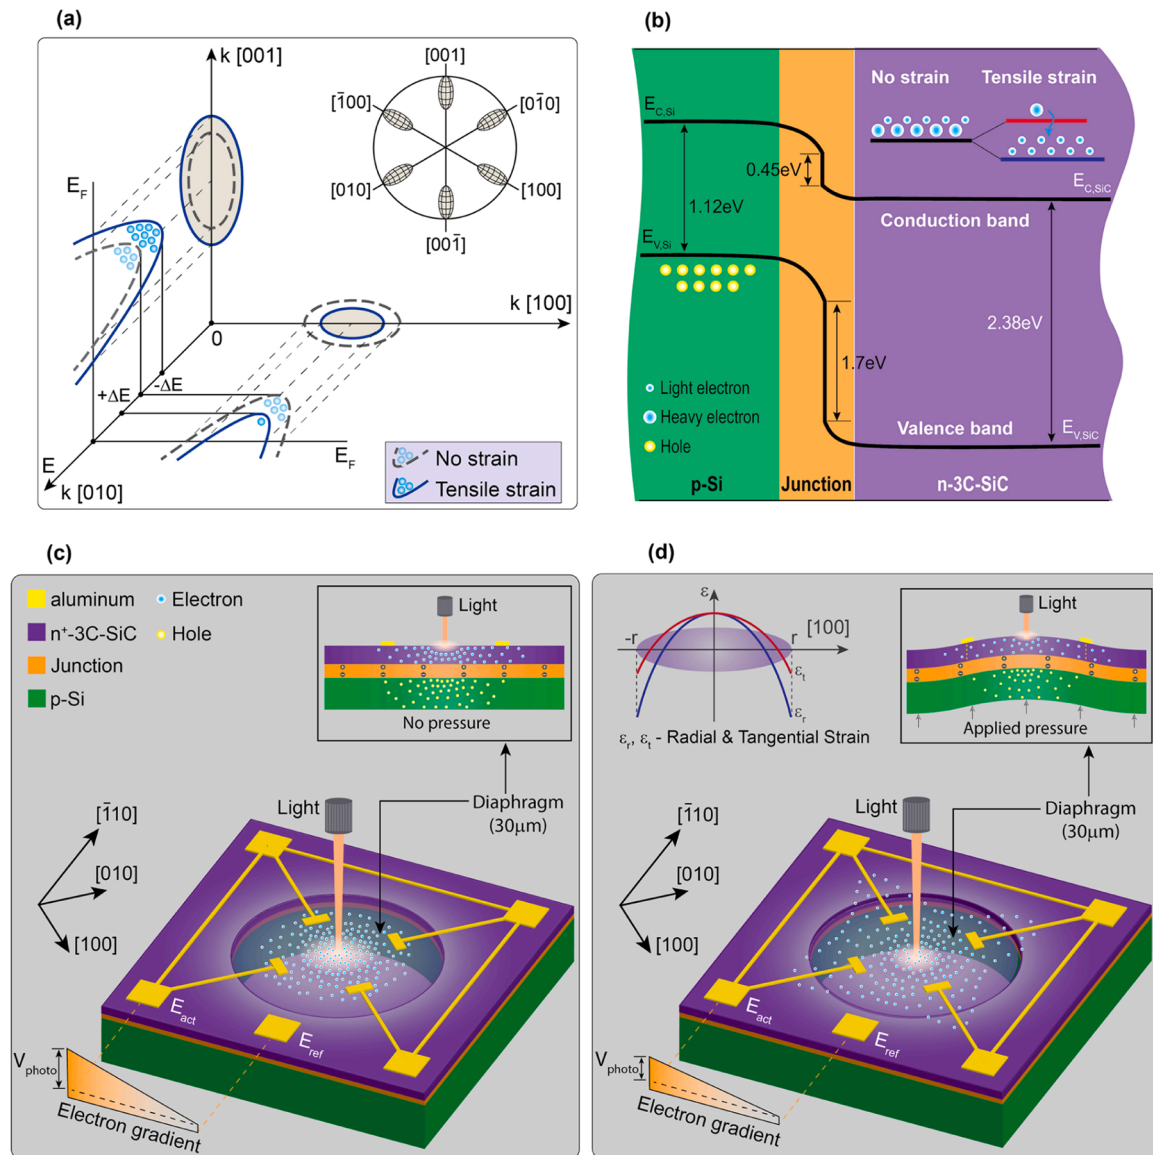 (a)
k [001]
[001]
[1̄00]
[01̄0]
[010]
[100]
[001̄]
E_F
k [100]
0
+ΔE
-ΔE
E
E_F
k [010]
No strain
Tensile strain
(b)
No strain
Tensile strain
E_C,Si
0.45eV
1.12eV
E_C,SiC
Conduction band
E_V,Si
2.38eV
1.7eV
Light electron
Heavy electron
Hole
Valence band
E_V,SiC
p-Si
Junction
n-3C-SiC
(c)
aluminum
Electron
n⁺-3C-SiC
Hole
Junction
p-Si
Light
No pressure
Light
Diaphragm
(30μm)
[1̄10]
[010]
[100]
E_act
E_ref
V_photo
Electron gradient
(d)
ε
-r
r
[100]
ε_t
ε_r
ε_r, ε_t - Radial & Tangential Strain
Light
Applied pressure
Light
Diaphragm
(30μm)
[1̄10]
[010]
[100]
E_act
E_ref
V_photo
Electron gradient